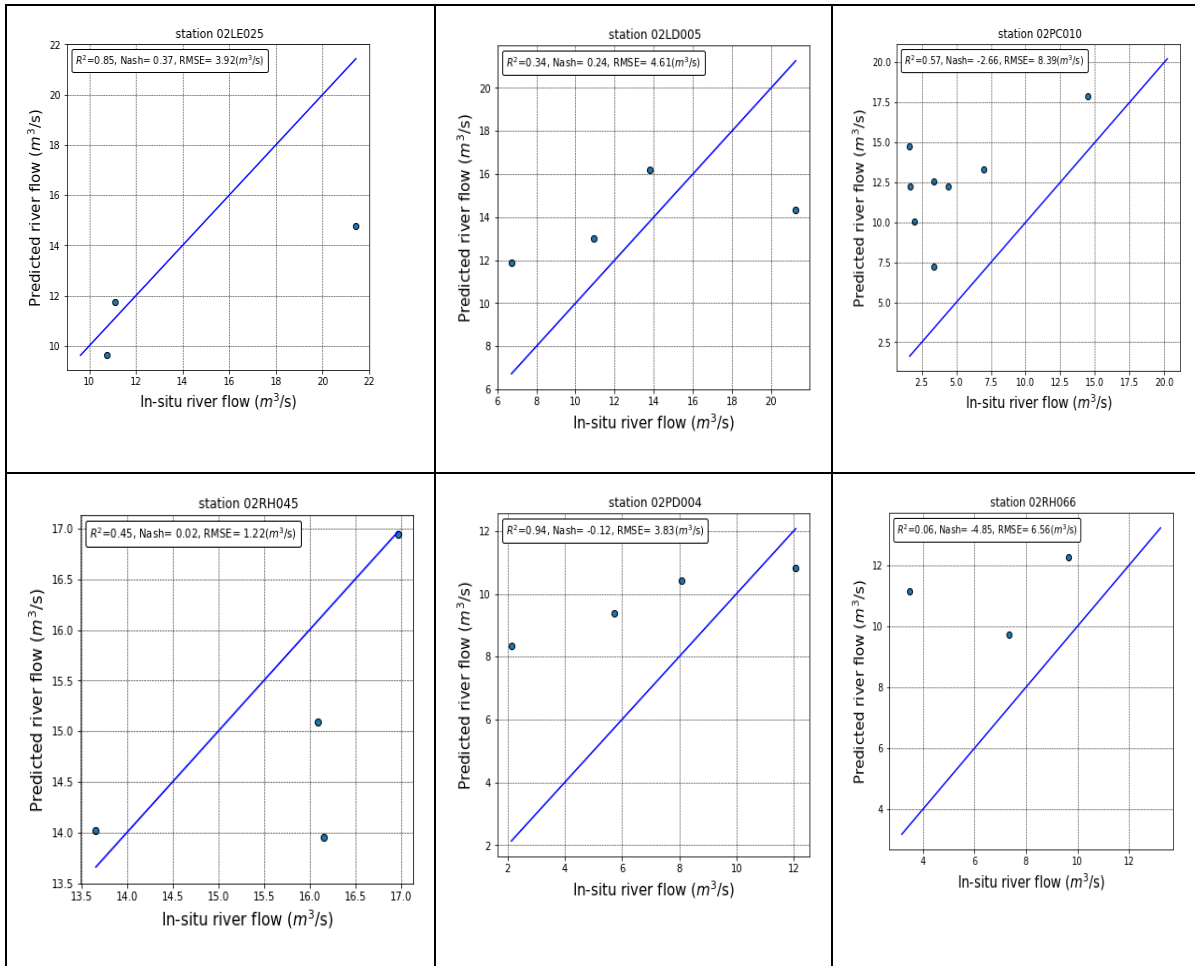 station 02LE025
R²=0.85, Nash= 0.37, RMSE= 3.92(m³/s)
22
20
18
16
14
12
10
Predicted river flow (m³/s)
10 12 14 16 18 20 22
In-situ river flow (m³/s)
station 02LD005
R²=0.34, Nash= 0.24, RMSE= 4.61(m³/s)
20
18
16
14
12
10
8
6
Predicted river flow (m³/s)
6 8 10 12 14 16 18 20
In-situ river flow (m³/s)
station 02PC010
R²=0.57, Nash= -2.66, RMSE= 8.39(m³/s)
20.0
17.5
15.0
12.5
10.0
7.5
5.0
2.5
Predicted river flow (m³/s)
2.5 5.0 7.5 10.0 12.5 15.0 17.5 20.0
In-situ river flow (m³/s)
station 02RH045
R²=0.45, Nash= 0.02, RMSE= 1.22(m³/s)
17.0
16.5
16.0
15.5
15.0
14.5
14.0
13.5
Predicted river flow (m³/s)
13.5 14.0 14.5 15.0 15.5 16.0 16.5 17.0
In-situ river flow (m³/s)
station 02PD004
R²=0.94, Nash= -0.12, RMSE= 3.83(m³/s)
12
10
8
6
4
2
Predicted river flow (m³/s)
2 4 6 8 10 12
In-situ river flow (m³/s)
station 02RH066
R²=0.06, Nash= -4.85, RMSE= 6.56(m³/s)
12
10
8
6
4
Predicted river flow (m³/s)
4 6 8 10 12
In-situ river flow (m³/s)